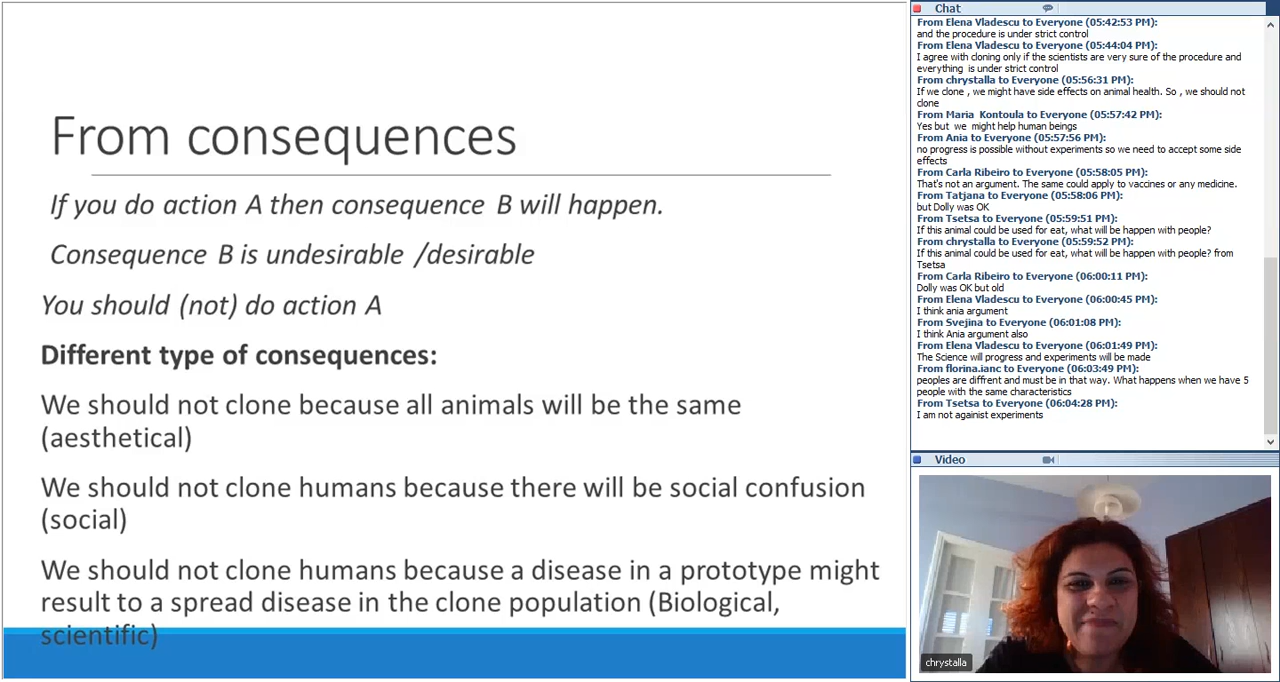 From consequences
If you do action A then consequence B will happen.
Consequence B is undesirable /desirable
You should (not) do action A
Different type of consequences:
We should not clone because all animals will be the same
(aesthetical)
We should not clone humans because there will be social confusion
(social)
We should not clone humans because a disease in a prototype might
result to a spread disease in the clone population (Biological,
scientific)
Chat
From Elena Vladescu to Everyone (05:42:53 PM):
and the procedure is under strict control
From Elena Vladescu to Everyone (05:44:04 PM):
I agree with cloning only if the scientists are very sure of the procedure and
everything is under strict control
From chrystalla to Everyone (05:56:31 PM):
If we clone , we might have side effects on animal health. So , we should not
clone
From Maria Kontoula to Everyone (05:57:42 PM):
Yes but we might help human beings
From Ania to Everyone (05:57:56 PM):
no progress is possible without experiments so we need to accept some side
effects
From Carla Ribeiro to Everyone (05:58:05 PM):
That's not an argument. The same could apply to vaccines or any medicine.
From Tatjana to Everyone (05:58:06 PM):
but Dolly was OK
From Tsetsa to Everyone (05:59:51 PM):
If this animal could be used for eat, what will be happen with people?
From chrystalla to Everyone (05:59:52 PM):
If this animal could be used for eat, what will be happen with people? from
Tsetsa
From Carla Ribeiro to Everyone (06:00:11 PM):
Dolly was OK but old
From Elena Vladescu to Everyone (06:00:45 PM):
I think ania argument
From Svejina to Everyone (06:01:08 PM):
I think Ania argument also
From Elena Vladescu to Everyone (06:01:49 PM):
The Science will progress and experiments will be made
From florina.ianc to Everyone (06:03:49 PM):
peoples are diffrent and must be in that way. What happens when we have 5
people with the same characteristics
From Tsetsa to Everyone (06:04:28 PM):
I am not againist experiments
Video
chrystalla